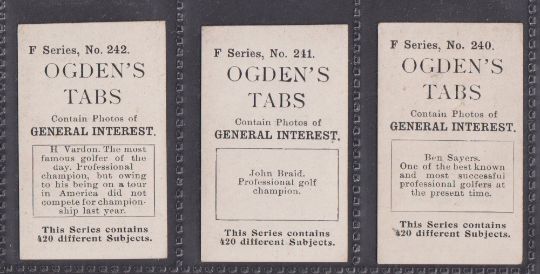 F Series, No. 242.
OGDEN'S
TABS
Contain Photos of
GENERAL INTEREST.
H Vardon. The most
famous golfer of the
day. Professional
champion, but owing
to his being on a tour
in America did not
compete for champion-
ship last year.
This Series contains
420 different Subjects.
F Series, No. 241.
OGDEN'S
TABS
Contain Photos of
GENERAL INTEREST.
John Braid.
Professional golf
champion.
This Series contains
420 different Subjects.
F Series, No. 240.
OGDEN'S
TABS
Contain Photos of
GENERAL INTEREST.
Ben Sayers.
One of the best known
and most successful
professional golfers at
the present time.
This Series contains
420 different Subjects.